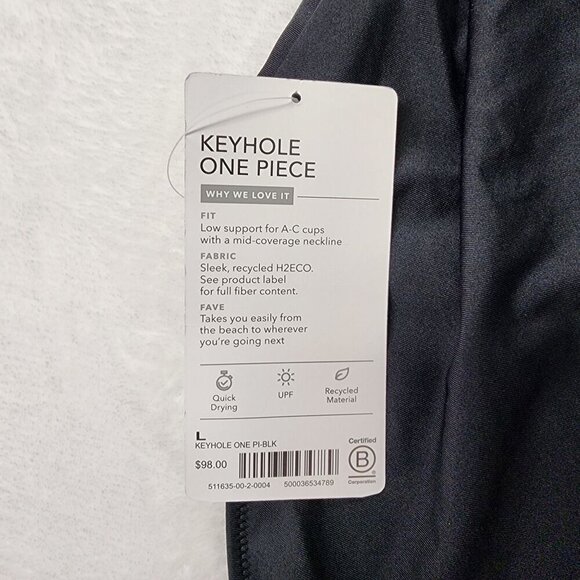 KEYHOLE
ONE PIECE
WHY WE LOVE IT
FIT
Low support for A-C cups
with a mid-coverage neckline
FABRIC
Sleek, recycled H2ECO.
See product label
for full fiber content.
FAVE
Takes you easily from
the beach to wherever
you're going next
Quick
Drying
UPF
Recycled
Material
L
KEYHOLE ONE PI-BLK
$98.00
511635-00-2-0004
500036534789
Certified
B
Corporation